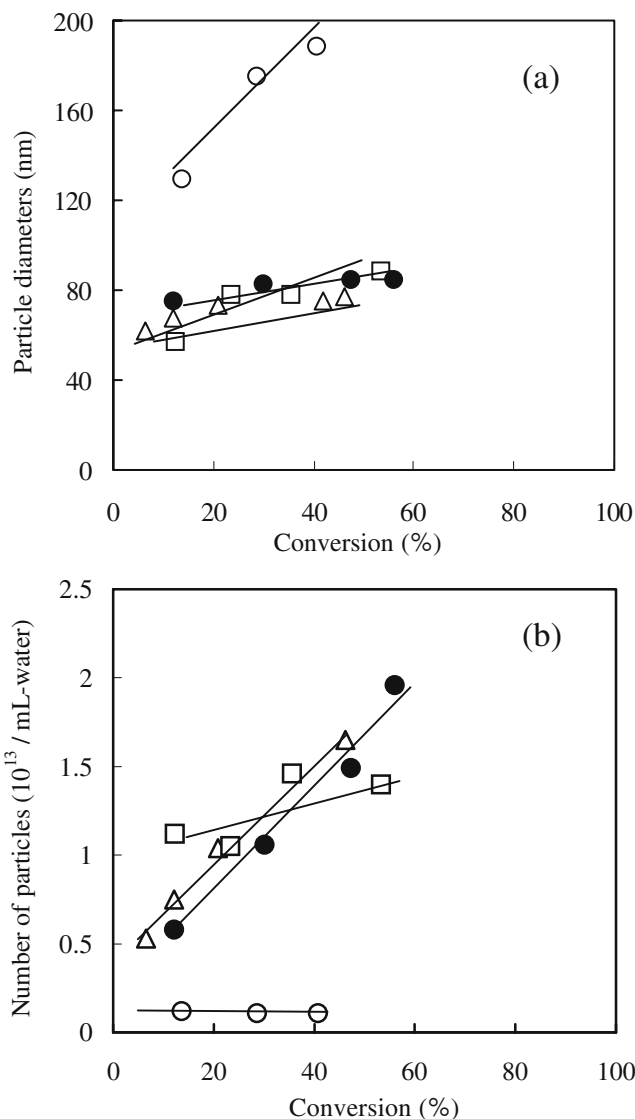 200
(a)
160
120
80
40
0
Particle diameters (nm)
0 20 40 60 80 100
Conversion (%)
2.5
(b)
2
1.5
1
0.5
0
Number of particles (10¹³ / mL-water)
0 20 40 60 80 100
Conversion (%)